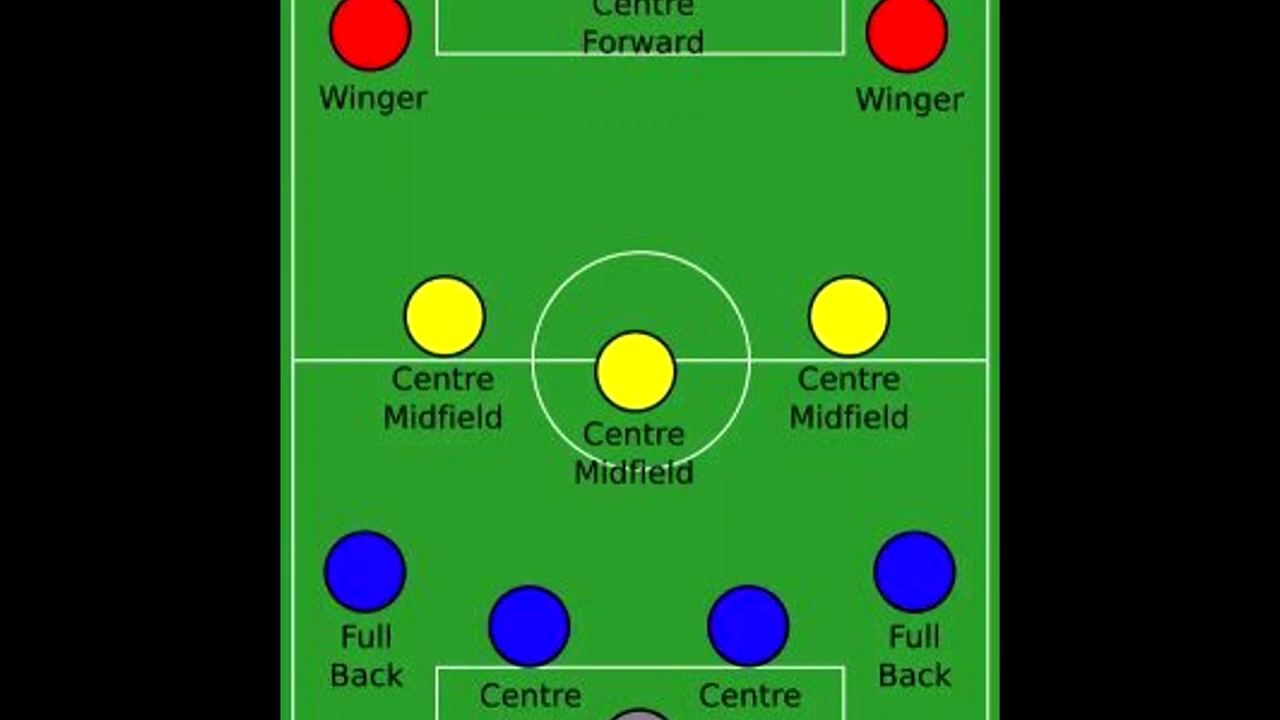 Centre
Forward
Winger
Winger
Centre
Midfield
Centre
Midfield
Centre
Midfield
Full
Back
Full
Back
Centre
Centre